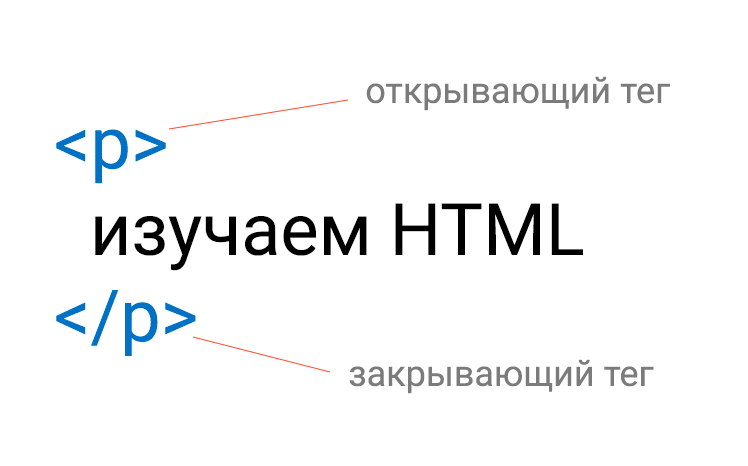 открывающий тег
<p>
изучаем HTML
</p>
закрывающий тег